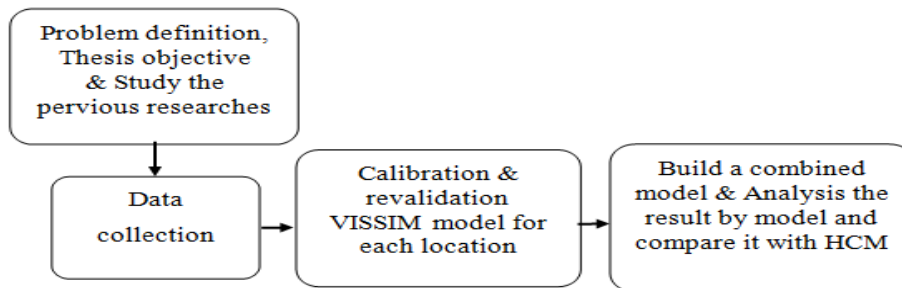 Problem definition,
Thesis objective
& Study the
pervious researches
Data
collection
Calibration &
revalidation
VISSIM model for
each location
Build a combined
model & Analysis the
result by model and
compare it with HCM